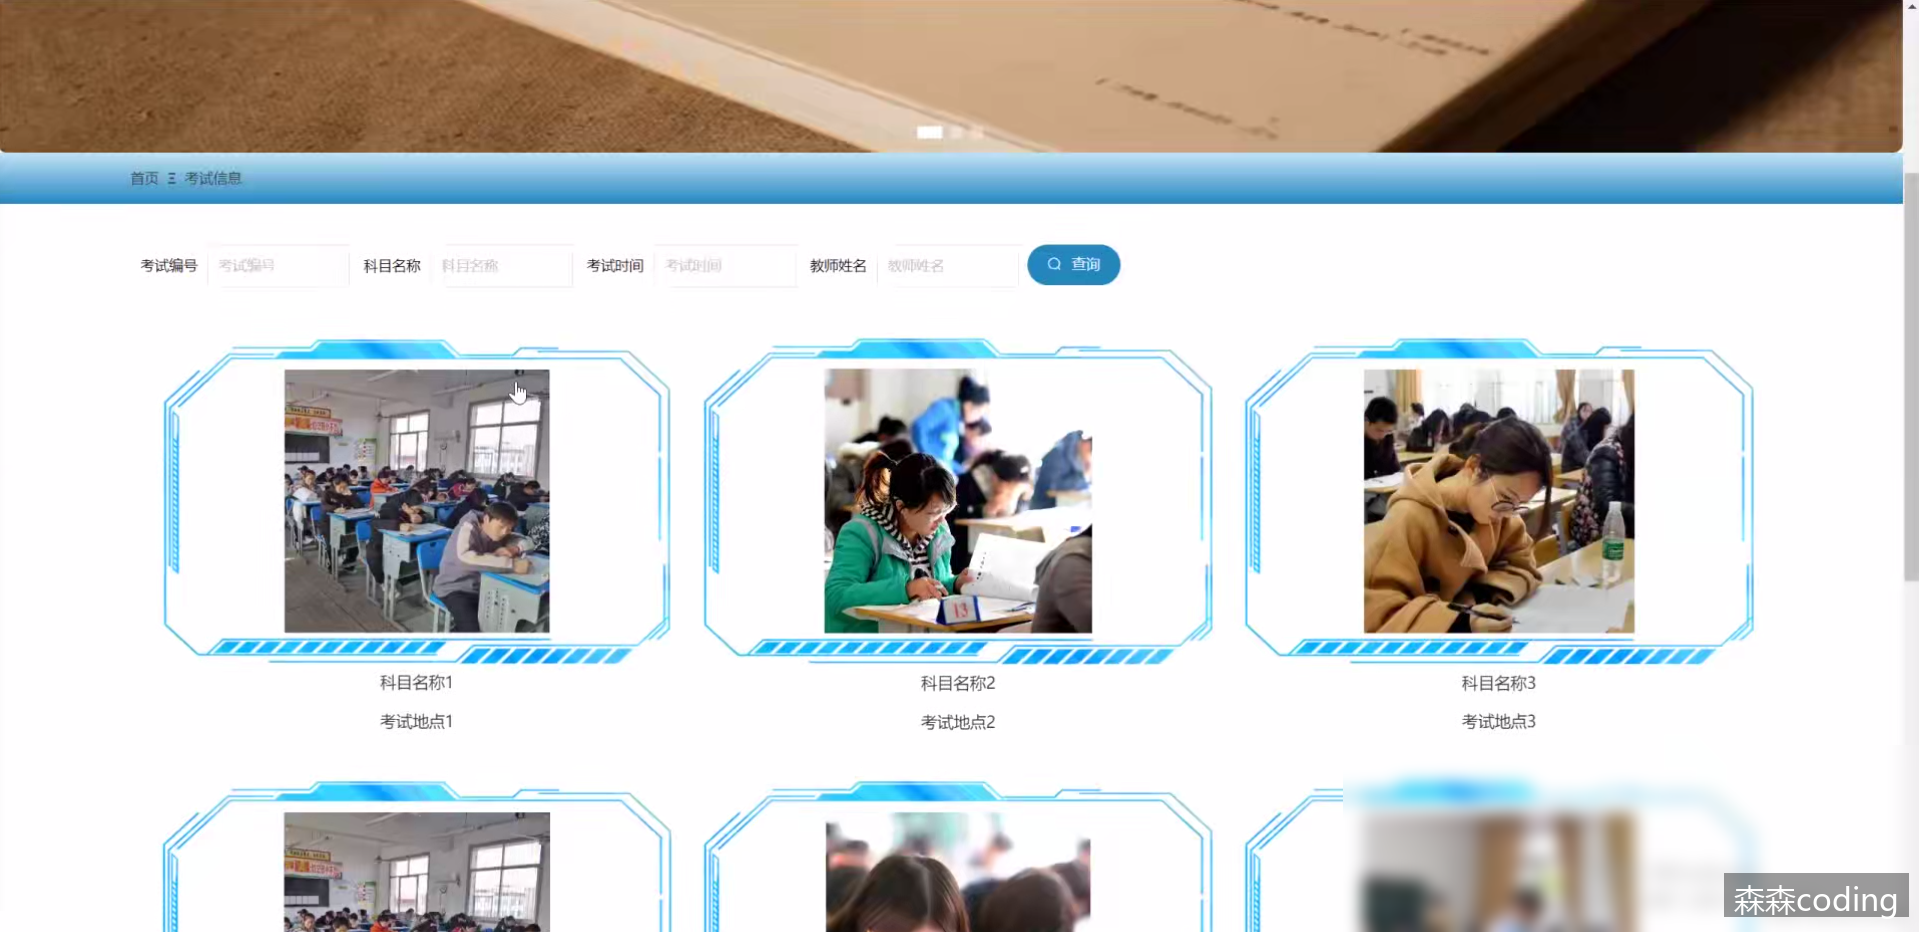 首页 Ξ 考试信息
考试编号 考试编号 科目名称 科目名称 考试时间 考试时间 教师姓名 教师姓名 查询
13
科目名称1 科目名称2 科目名称3
考试地点1 考试地点2 考试地点3
森森coding